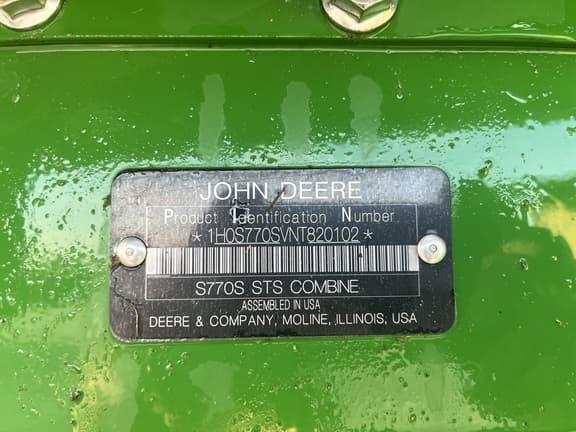 JOHN DEERE
Product Identification Number
*1H0S770SVNT820102*
S770S STS COMBINE
ASSEMBLED IN USA
DEERE & COMPANY, MOLINE, ILLINOIS, USA